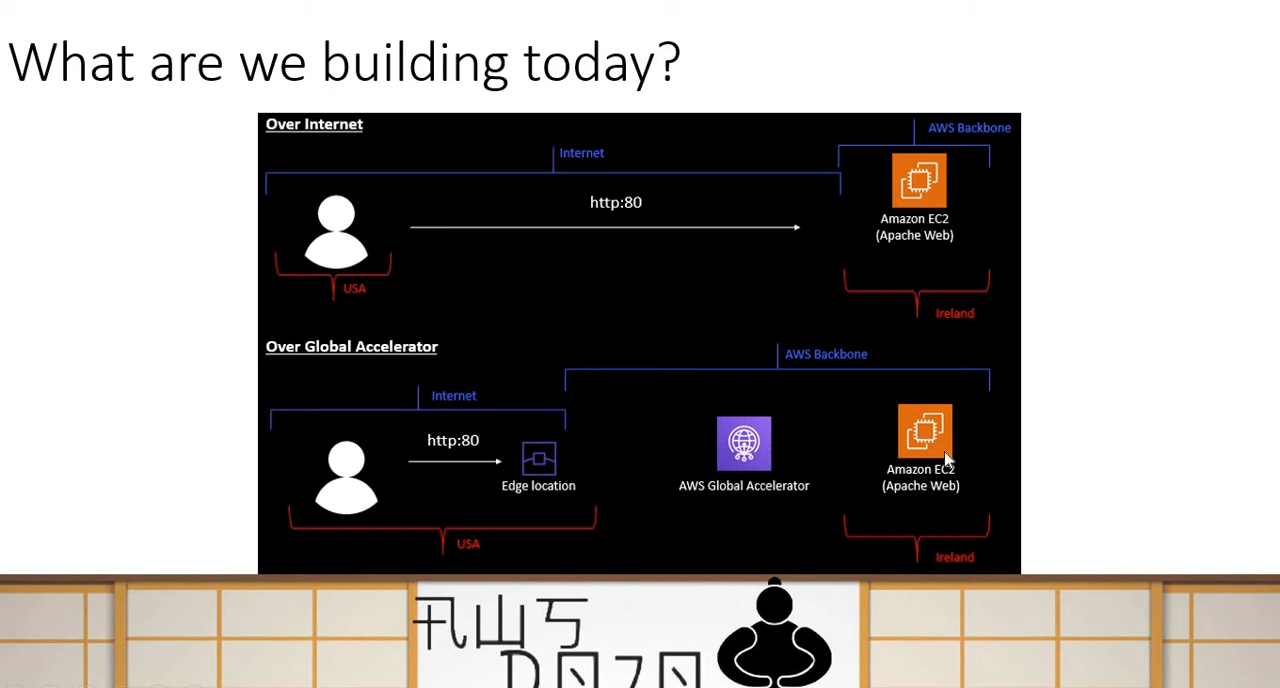 What are we building today?
Over Internet
AWS Backbone
Internet
http:80
Amazon EC2
(Apache Web)
USA
Ireland
Over Global Accelerator
AWS Backbone
Internet
http:80
Edge location
AWS Global Accelerator
Amazon EC2
(Apache Web)
USA
Ireland